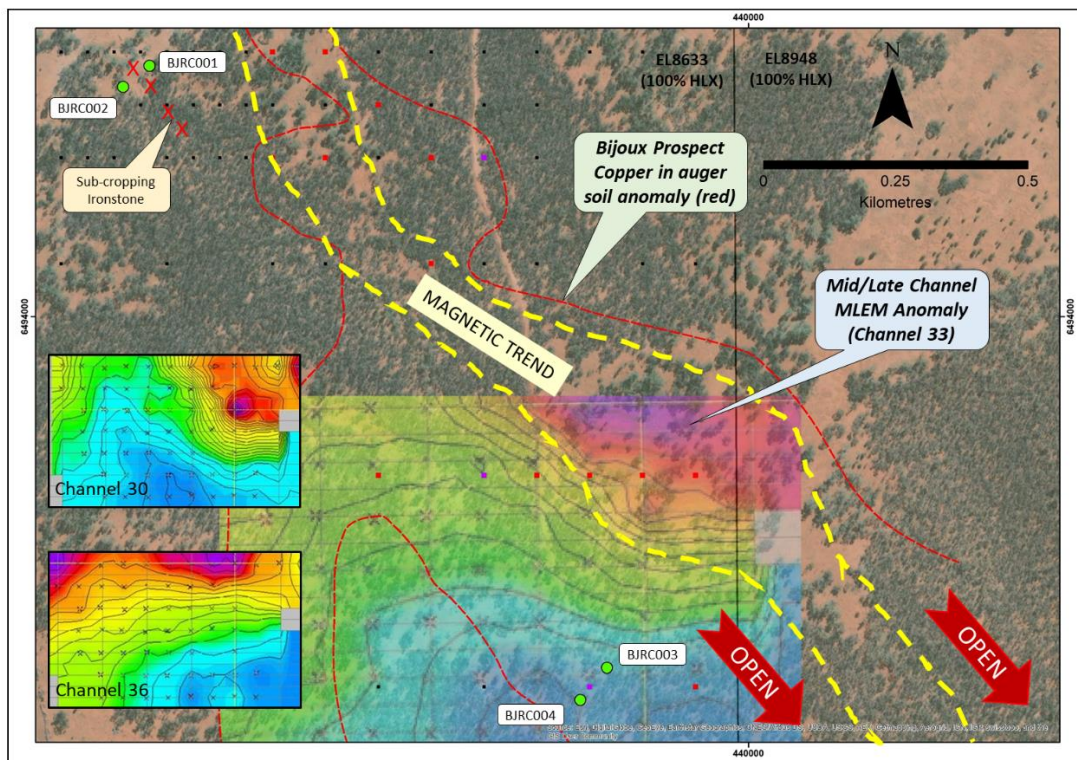 440000
EL8633
(100% HLX)
EL8948
(100% HLX)
N
BJRC001
BJRC002
Sub-cropping
Ironstone
Bijoux Prospect
Copper in auger
soil anomaly (red)
0
0.25
0.5
Kilometres
Mid/Late Channel
MLEM Anomaly
(Channel 33)
6494000
6494000
MAGNETIC TREND
Channel 30
Channel 36
BJRC003
BJRC004
OPEN
OPEN
440000